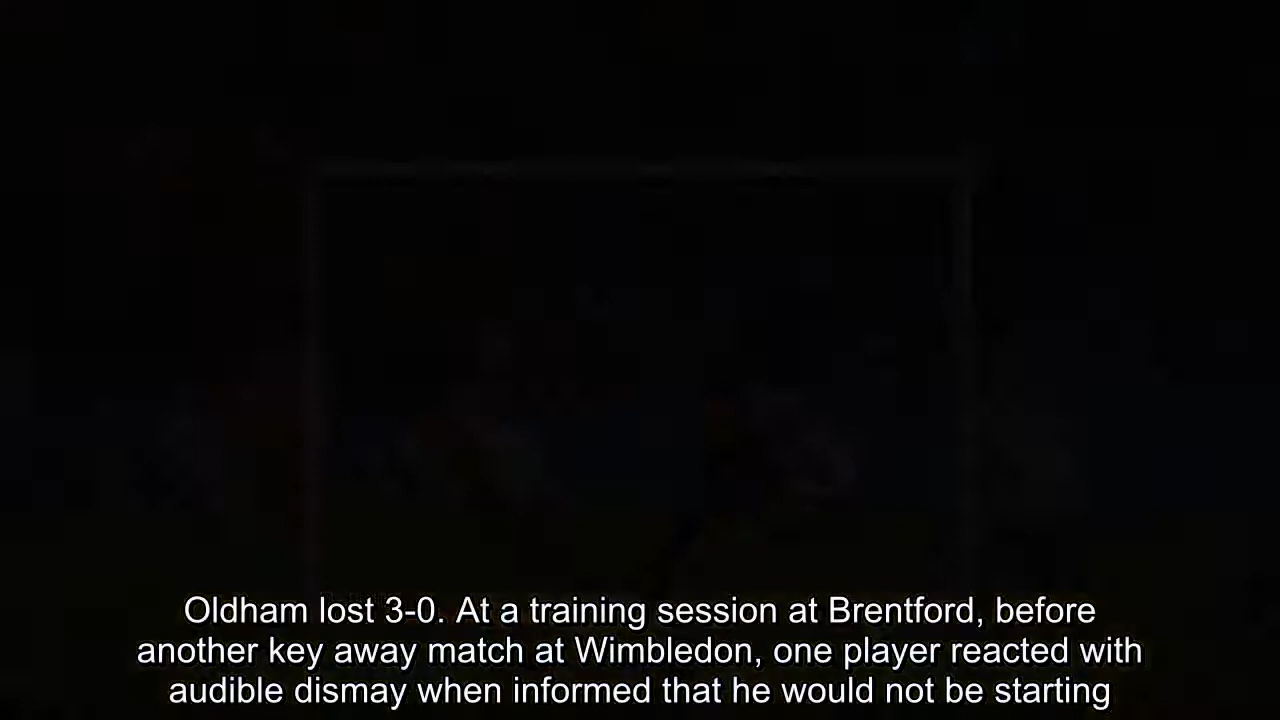 Oldham lost 3-0. At a training session at Brentford, before
another key away match at Wimbledon, one player reacted with
audible dismay when informed that he would not be starting